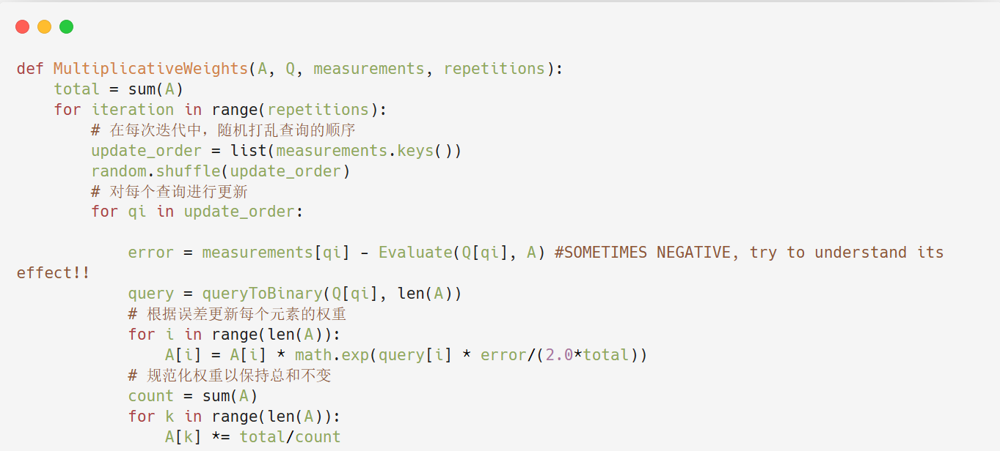 def MultiplicativeWeights(A, Q, measurements, repetitions):
    total = sum(A)
    for iteration in range(repetitions):
        # 在每次迭代中，随机打乱查询的顺序
        update_order = list(measurements.keys())
        random.shuffle(update_order)
        # 对每个查询进行更新
        for qi in update_order:

            error = measurements[qi] - Evaluate(Q[qi], A) #SOMETIMES NEGATIVE, try to understand its
effect!!
            query = queryToBinary(Q[qi], len(A))
            # 根据误差更新每个元素的权重
            for i in range(len(A)):
                A[i] = A[i] * math.exp(query[i] * error/(2.0*total))
            # 规范化权重以保持总和不变
            count = sum(A)
            for k in range(len(A)):
                A[k] *= total/count